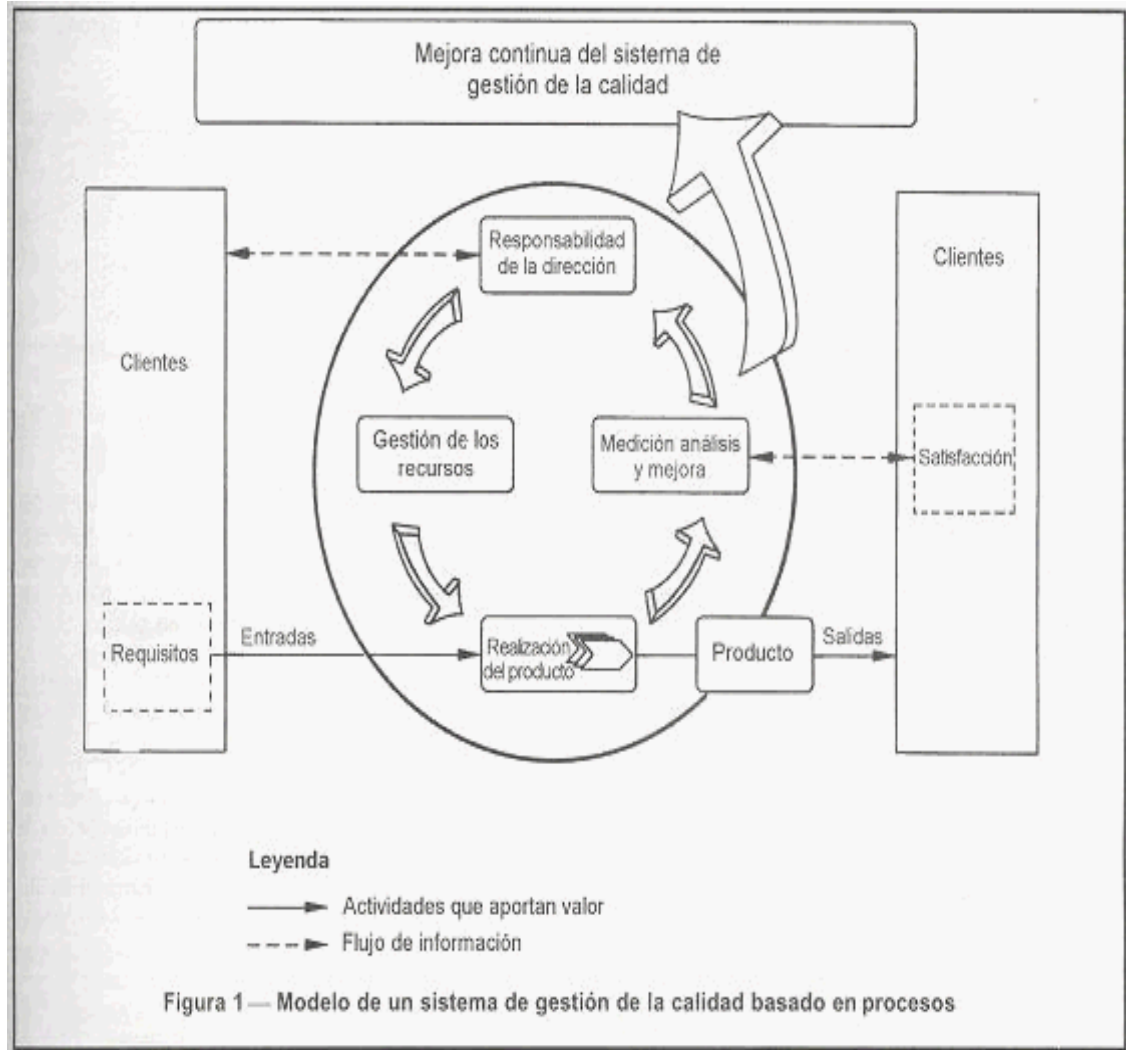 Mejora continua del sistema de
gestión de la calidad
Responsabilidad
de la dirección
Clientes
Clientes
Gestión de los
recursos
Medición análisis
y mejora
Satisfacción
Requisitos
Entradas
Realización
del producto
Producto
Salidas
Leyenda
Actividades que aportan valor
Flujo de información
Figura 1 — Modelo de un sistema de gestión de la calidad basado en procesos